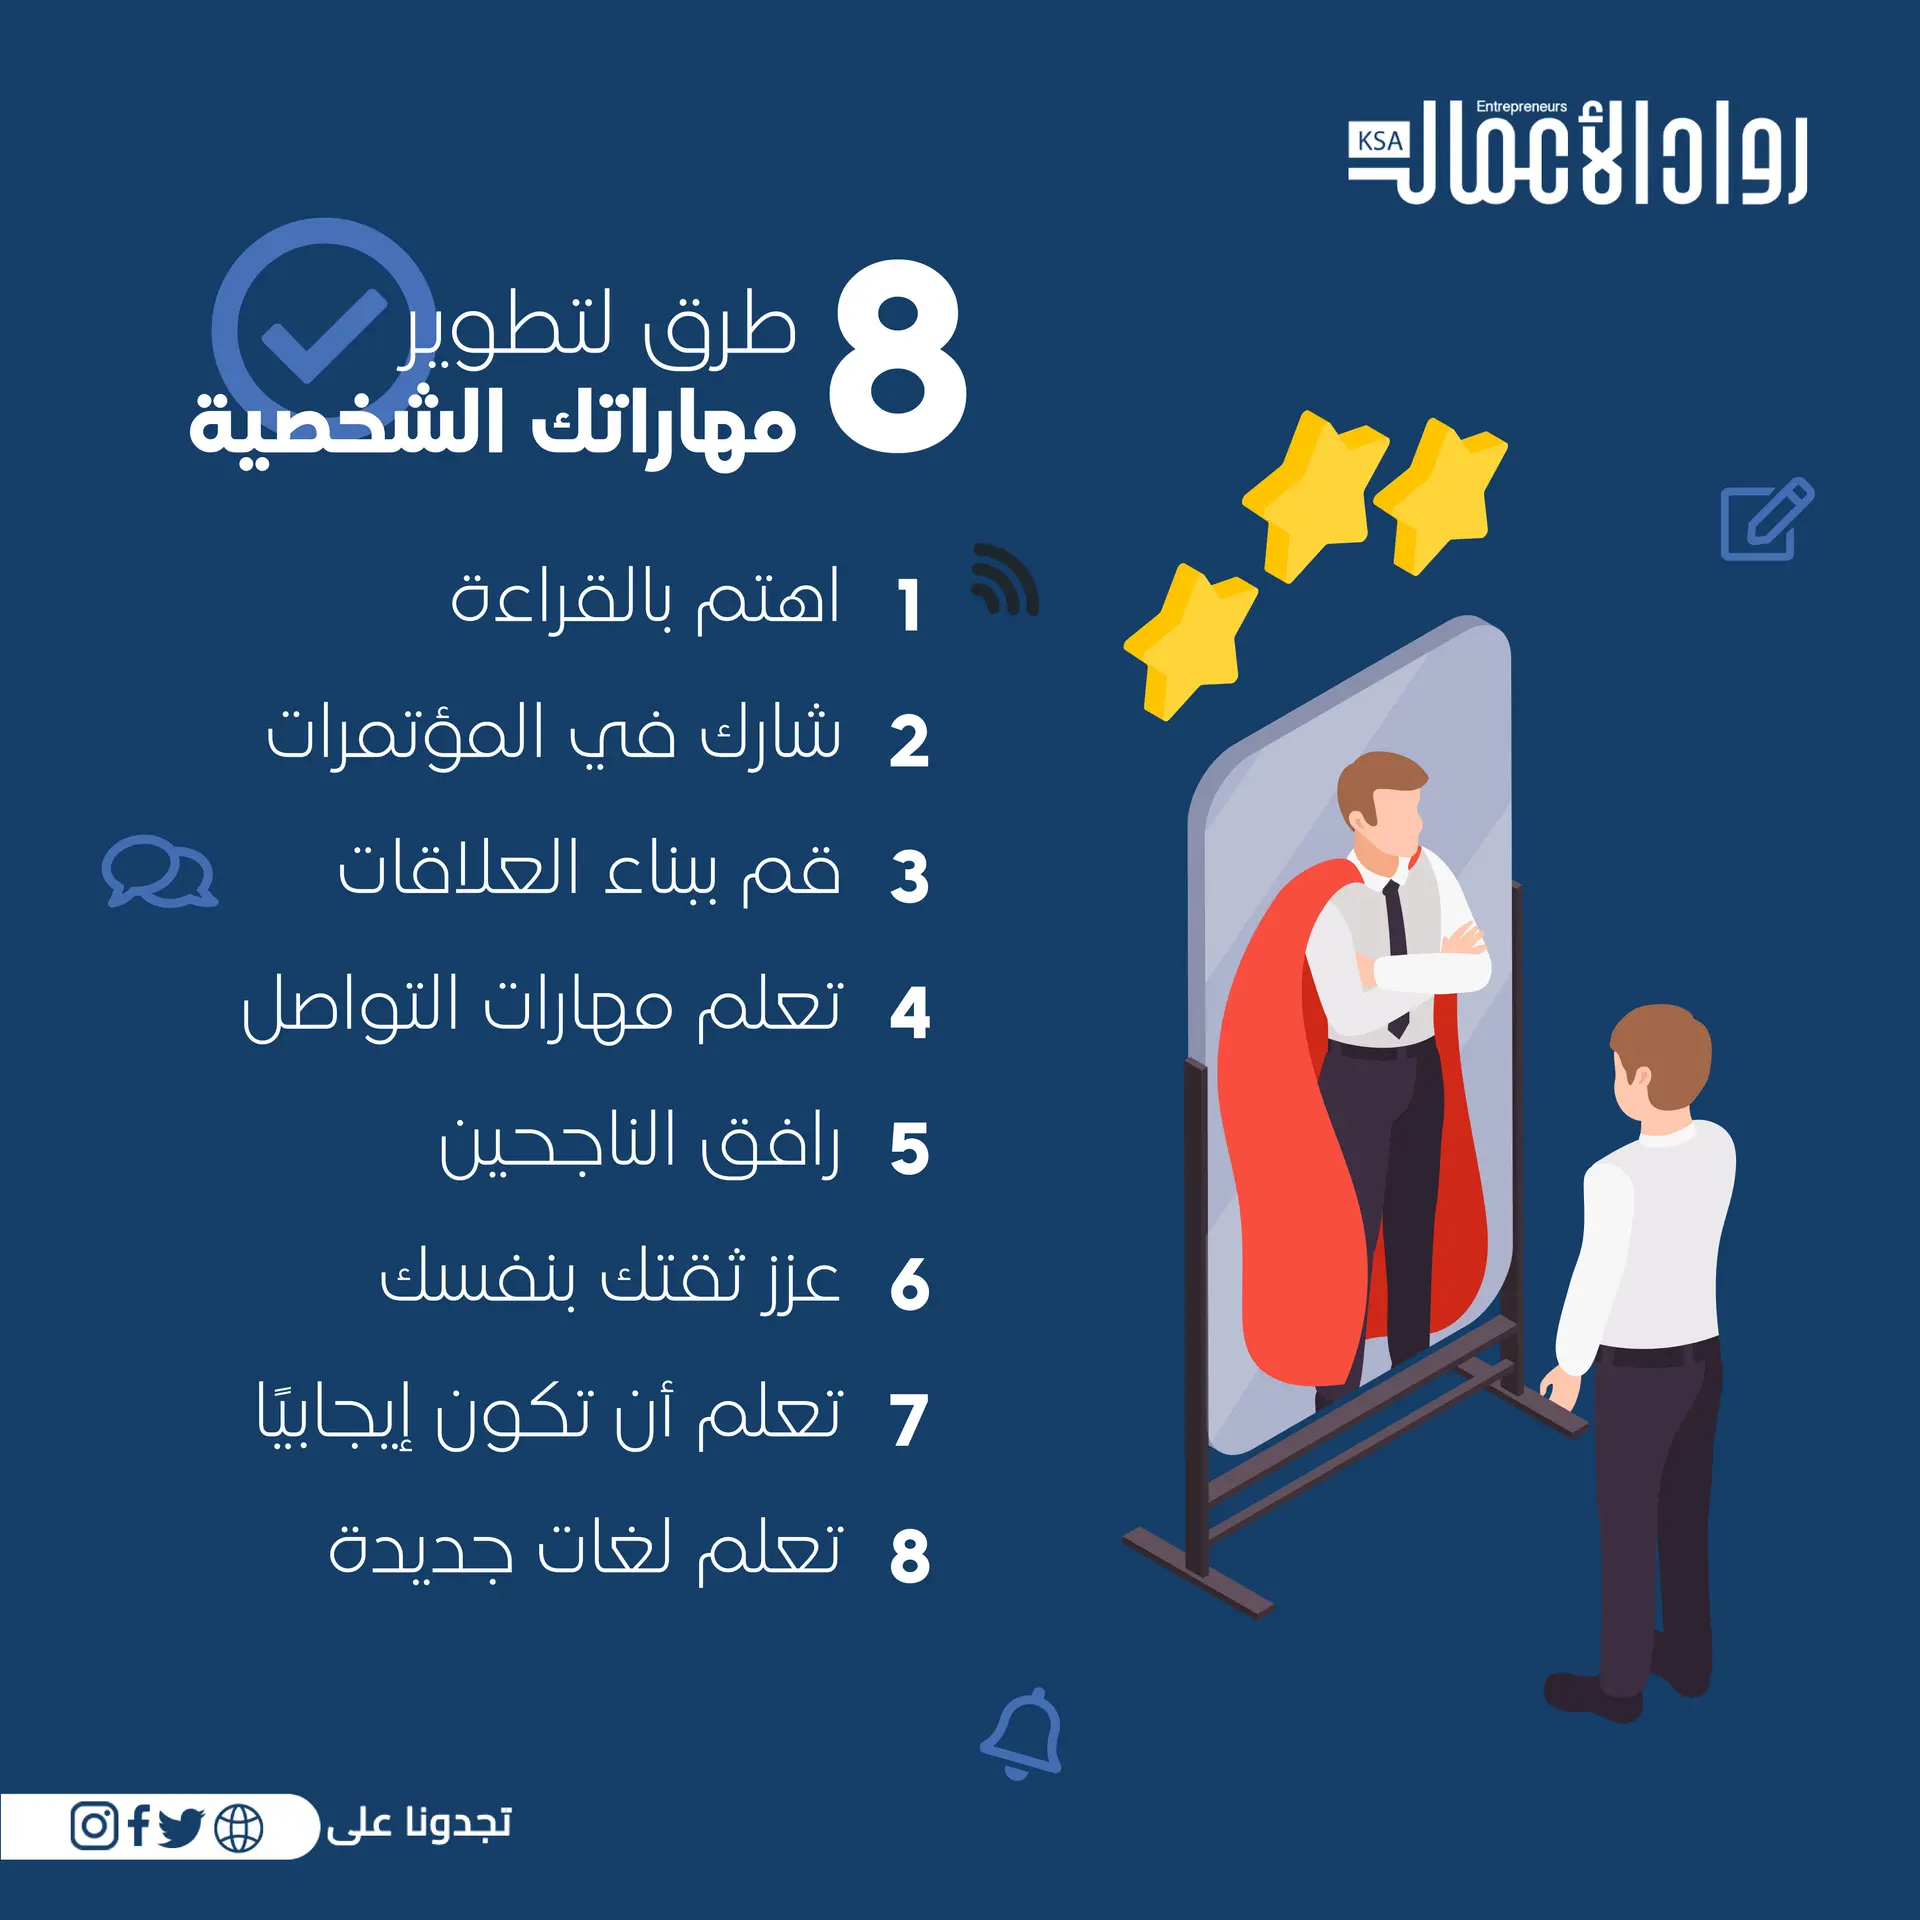 Entrepreneurs
رواد الأعمال
KSA
8
طرق لتطوير
مهاراتك الشخصية
1 اهتم بالقراءة
2 شارك في المؤتمرات
3 قم ببناء العلاقات
4 تعلم مهارات التواصل
5 رافق الناجحين
6 عزز ثقتك بنفسك
7 تعلم أن تكون إيجابيًا
8 تعلم لغات جديدة
تجدونا على